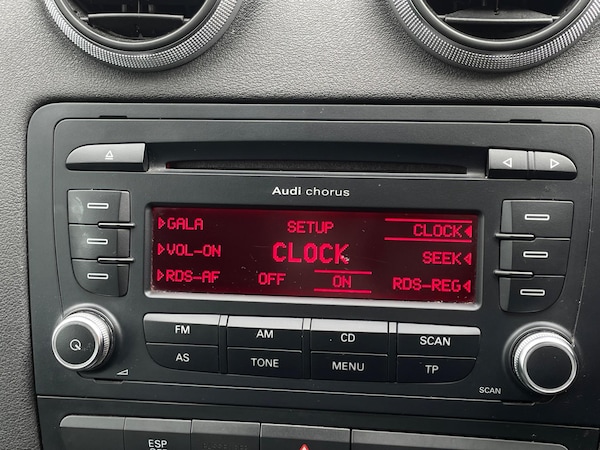 Audi chorus
GALA SETUP CLOCK
VOL-ON CLOCK SEEK
RDS-AF OFF ON RDS-REG
FM AM CD SCAN
AS TONE MENU TP
SCAN
ESP